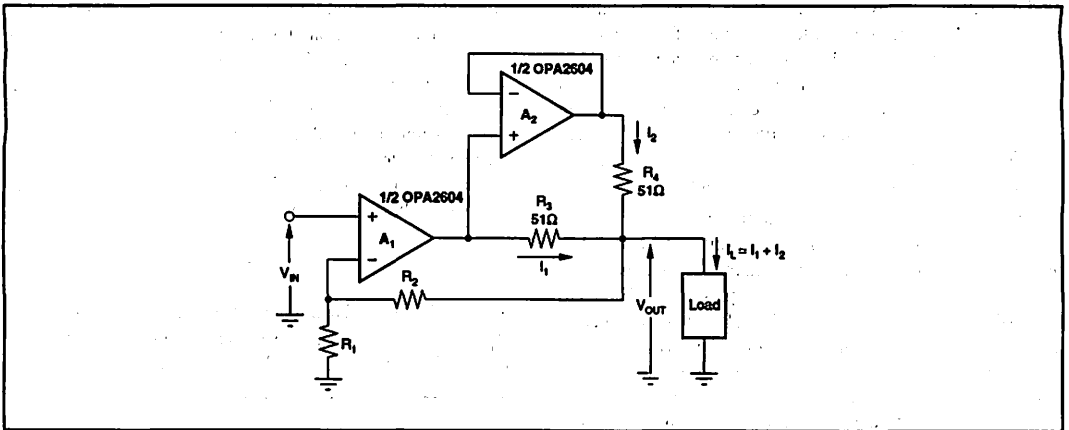 1/2 OPA2604
−
A2
+
I2
R4
51Ω
1/2 OPA2604
+
A1
−
R3
51Ω
I1
IL = I1 + I2
VIN
R2
VOUT
Load
R1